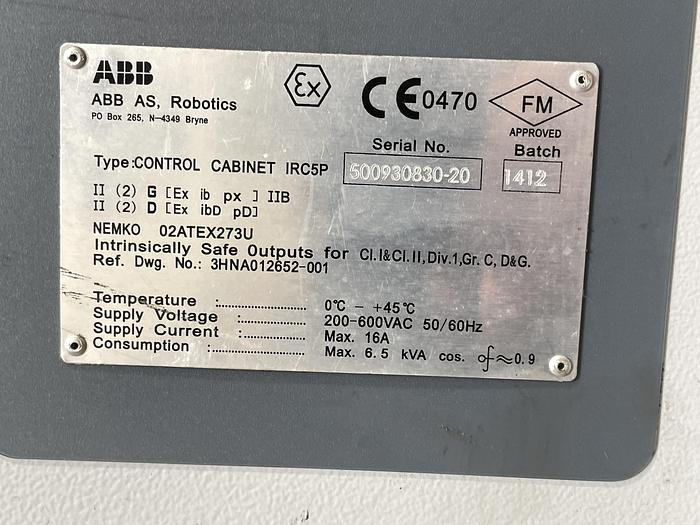 ABB
Ex
CE 0470
FM
APPROVED
ABB AS, Robotics
PO Box 265, N-4349 Bryne
Serial No.
Batch
Type:CONTROL CABINET IRC5P
500930830-20
1412
II (2) G [Ex ib px ] IIB
II (2) D [Ex ibD pD]
NEMKO 02ATEX273U
Intrinsically Safe Outputs for Cl.I&Cl.II,Div.1,Gr. C, D&G.
Ref. Dwg. No.: 3HNA012652-001
Temperature :..................... 0℃ - +45℃
Supply Voltage :..................... 200-600VAC 50/60Hz
Supply Current :..................... Max. 16A
Consumption :..................... Max. 6.5 kVA cos. of≈0.9